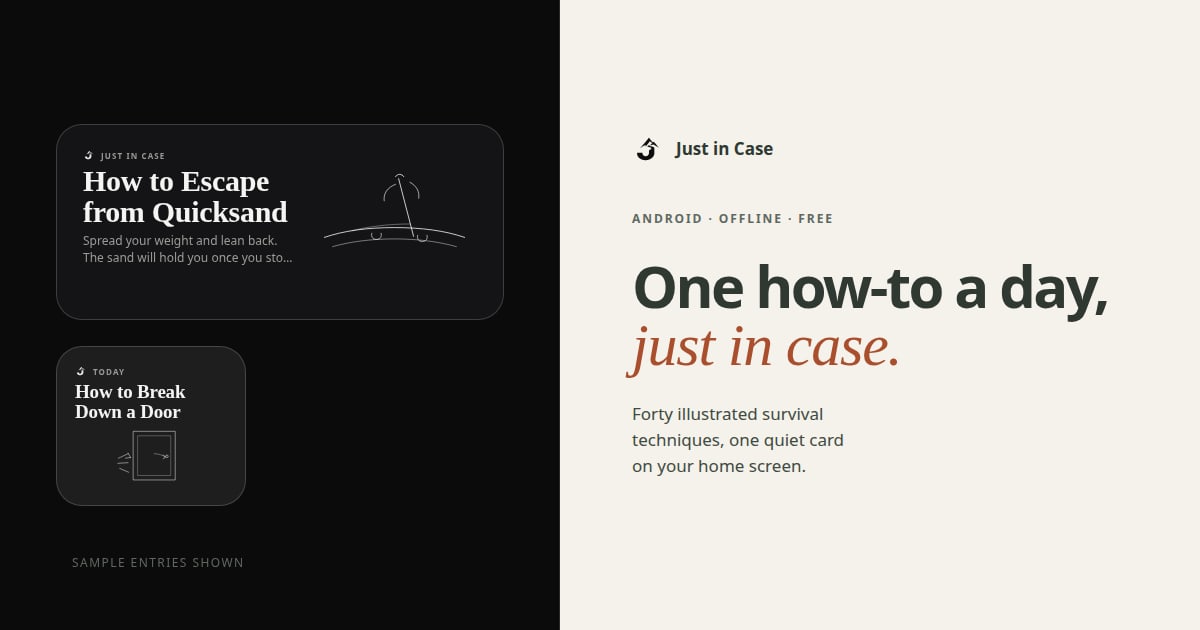 JUST IN CASE
How to Escape
from Quicksand
Spread your weight and lean back.
The sand will hold you once you sto...
TODAY
How to Break
Down a Door
SAMPLE ENTRIES SHOWN
Just in Case
ANDROID · OFFLINE · FREE
One how-to a day,
just in case.
Forty illustrated survival
techniques, one quiet card
on your home screen.